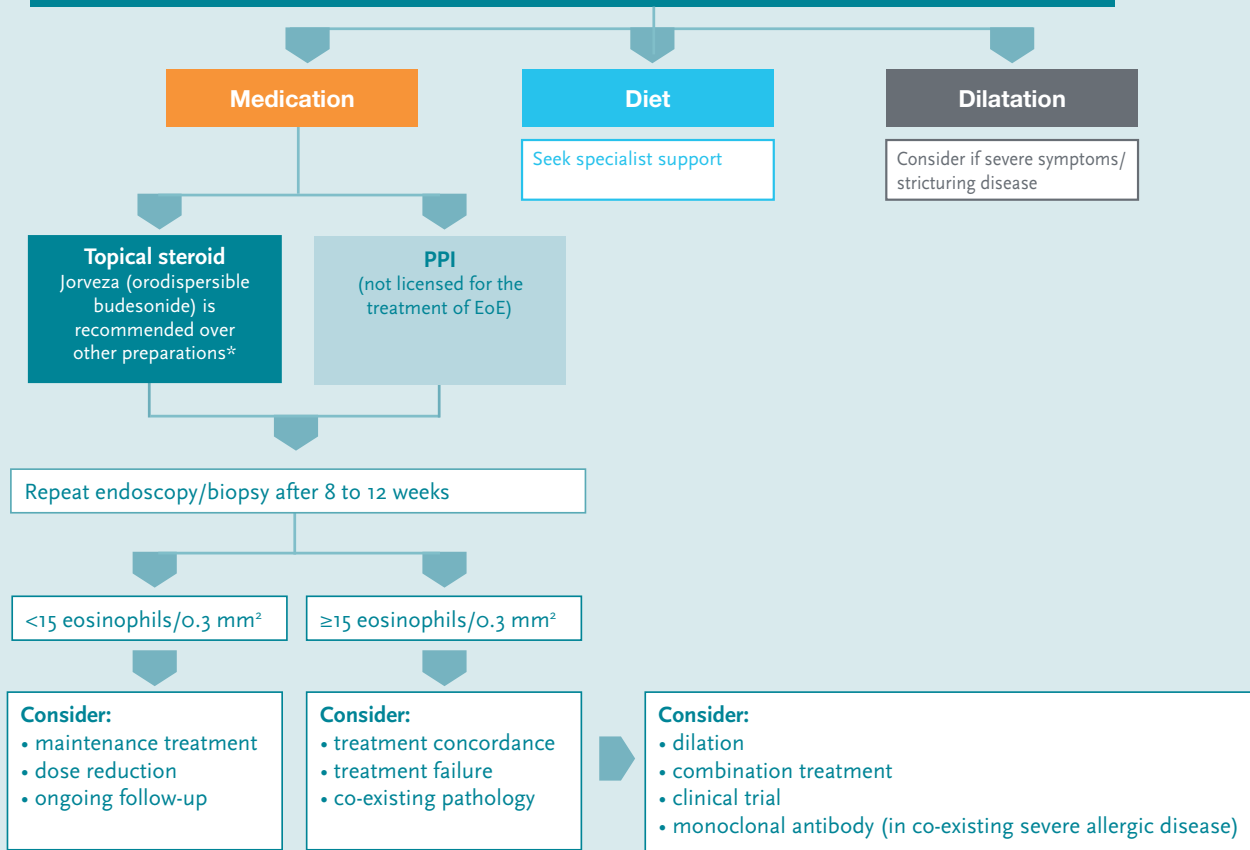 Medication
Diet
Dilatation
Seek specialist support
Consider if severe symptoms/
stricturing disease
Topical steroid
Jorveza (orodispersible
budesonide) is
recommended over
other preparations*
PPI
(not licensed for the
treatment of EoE)
Repeat endoscopy/biopsy after 8 to 12 weeks
<15 eosinophils/0.3 mm²
≥15 eosinophils/0.3 mm²
Consider:
• maintenance treatment
• dose reduction
• ongoing follow-up
Consider:
• treatment concordance
• treatment failure
• co-existing pathology
Consider:
• dilation
• combination treatment
• clinical trial
• monoclonal antibody (in co-existing severe allergic disease)